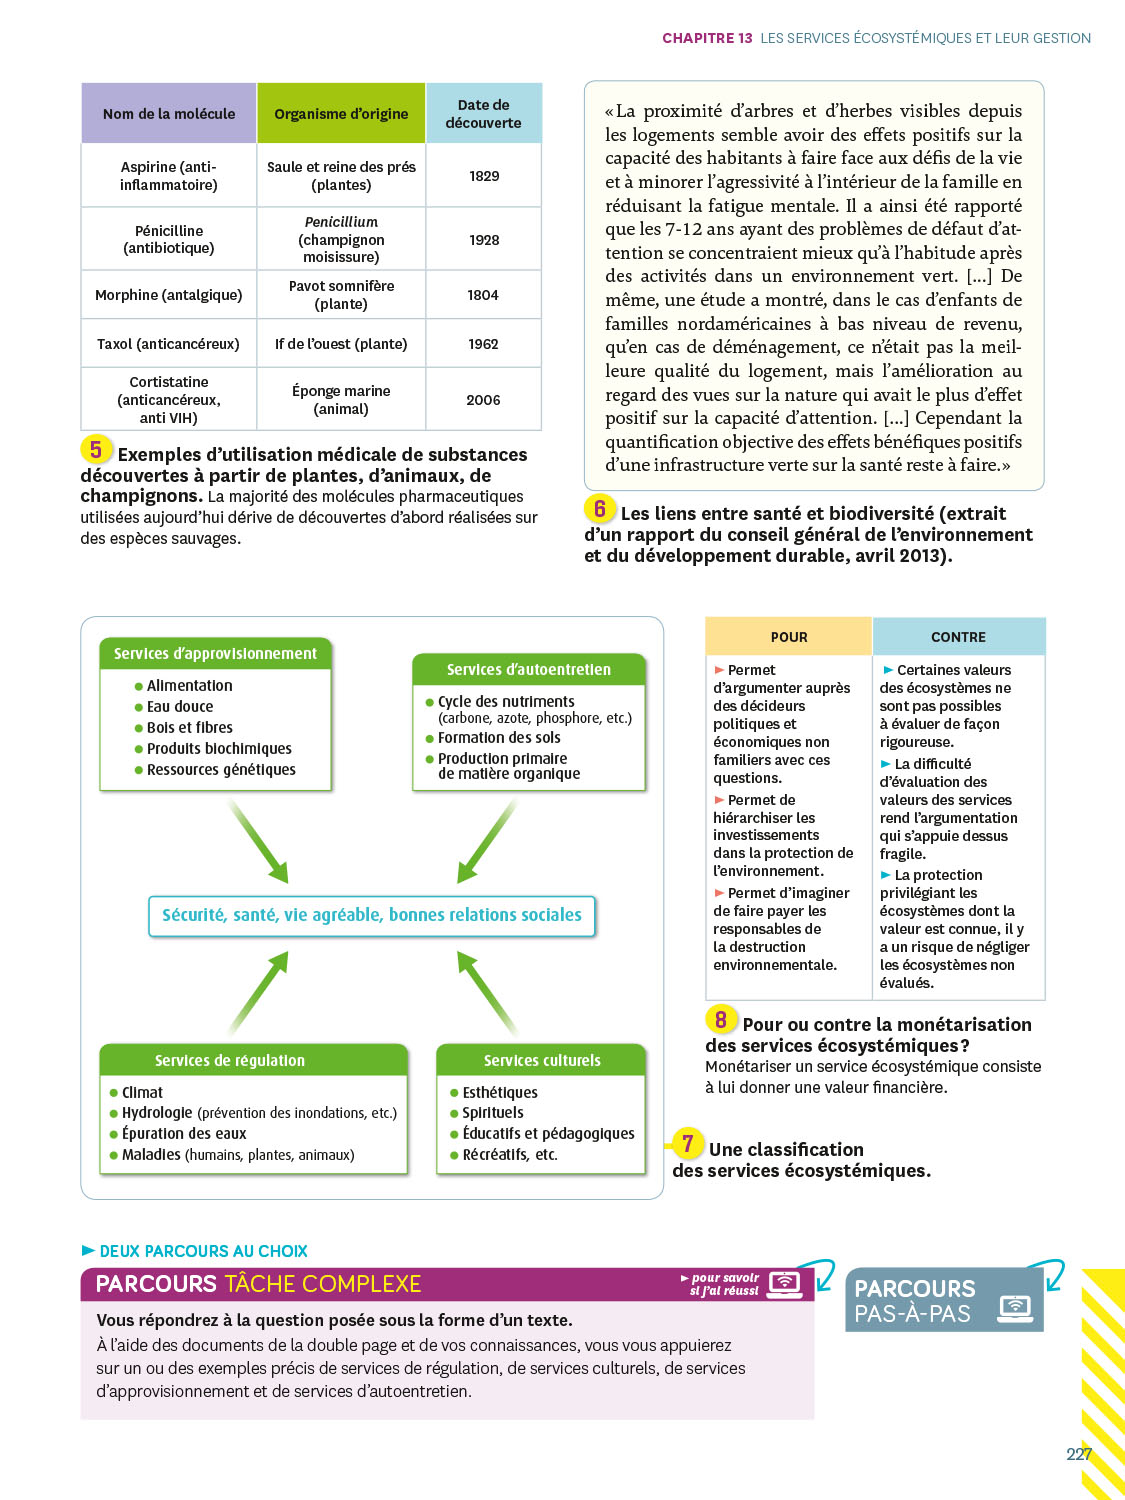 CHAPITRE 13 LES SERVICES ÉCOSYSTÉMIQUES ET LEUR GESTION
Nom de la molécule
Organisme d'origine
Date de
découverte
Aspirine (anti-
inflammatoire)
Saule et reine des prés
(plantes)
1829
Pénicilline
(antibiotique)
Penicillium
(champignon
moisissure)
1928
Morphine (antalgique)
Pavot somnifère
(plante)
1804
Taxol (anticancéreux)
If de l'ouest (plante)
1962
Cortistatine
(anticancéreux,
anti VIH)
Éponge marine
(animal)
2006
5 Exemples d'utilisation médicale de substances
découvertes à partir de plantes, d'animaux, de
champignons. La majorité des molécules pharmaceutiques
utilisées aujourd'hui dérive de découvertes d'abord réalisées sur
des espèces sauvages.
« La proximité d'arbres et d'herbes visibles depuis
les logements semble avoir des effets positifs sur la
capacité des habitants à faire face aux défis de la vie
et à minorer l'agressivité à l'intérieur de la famille en
réduisant la fatigue mentale. Il a ainsi été rapporté
que les 7-12 ans ayant des problèmes de défaut d'at-
tention se concentraient mieux qu'à l'habitude après
des activités dans un environnement vert. [...] De
même, une étude a montré, dans le cas d'enfants de
familles nordaméricaines à bas niveau de revenu,
qu'en cas de déménagement, ce n'était pas la meil-
leure qualité du logement, mais l'amélioration au
regard des vues sur la nature qui avait le plus d'effet
positif sur la capacité d'attention. [...] Cependant la
quantification objective des effets bénéfiques positifs
d'une infrastructure verte sur la santé reste à faire. »
6 Les liens entre santé et biodiversité (extrait
d'un rapport du conseil général de l'environnement
et du développement durable, avril 2013).
Services d'approvisionnement
● Alimentation
● Eau douce
● Bois et fibres
● Produits biochimiques
● Ressources génétiques
Services d'autoentretien
● Cycle des nutriments
(carbone, azote, phosphore, etc.)
● Formation des sols
● Production primaire
de matière organique
Sécurité, santé, vie agréable, bonnes relations sociales
Services de régulation
● Climat
● Hydrologie (prévention des inondations, etc.)
● Épuration des eaux
● Maladies (humains, plantes, animaux)
Services culturels
● Esthétiques
● Spirituels
● Éducatifs et pédagogiques
● Récréatifs, etc.
7 Une classification
des services écosystémiques.
POUR
► Permet
d'argumenter auprès
des décideurs
politiques et
économiques non
familiers avec ces
questions.
► Permet de
hiérarchiser les
investissements
dans la protection de
l'environnement.
► Permet d'imaginer
de faire payer les
responsables de
la destruction
environnementale.
CONTRE
► Certaines valeurs
des écosystèmes ne
sont pas possibles
à évaluer de façon
rigoureuse.
► La difficulté
d'évaluation des
valeurs des services
rend l'argumentation
qui s'appuie dessus
fragile.
► La protection
privilégiant les
écosystèmes dont la
valeur est connue, il y
a un risque de négliger
les écosystèmes non
évalués.
8 Pour ou contre la monétarisation
des services écosystémiques ?
Monétariser un service écosystémique consiste
à lui donner une valeur financière.
► DEUX PARCOURS AU CHOIX
PARCOURS TÂCHE COMPLEXE
► pour savoir
si j'ai réussi
Vous répondrez à la question posée sous la forme d'un texte.
À l'aide des documents de la double page et de vos connaissances, vous vous appuierez
sur un ou des exemples précis de services de régulation, de services culturels, de services
d'approvisionnement et de services d'autoentretien.
PARCOURS
PAS-À-PAS
227